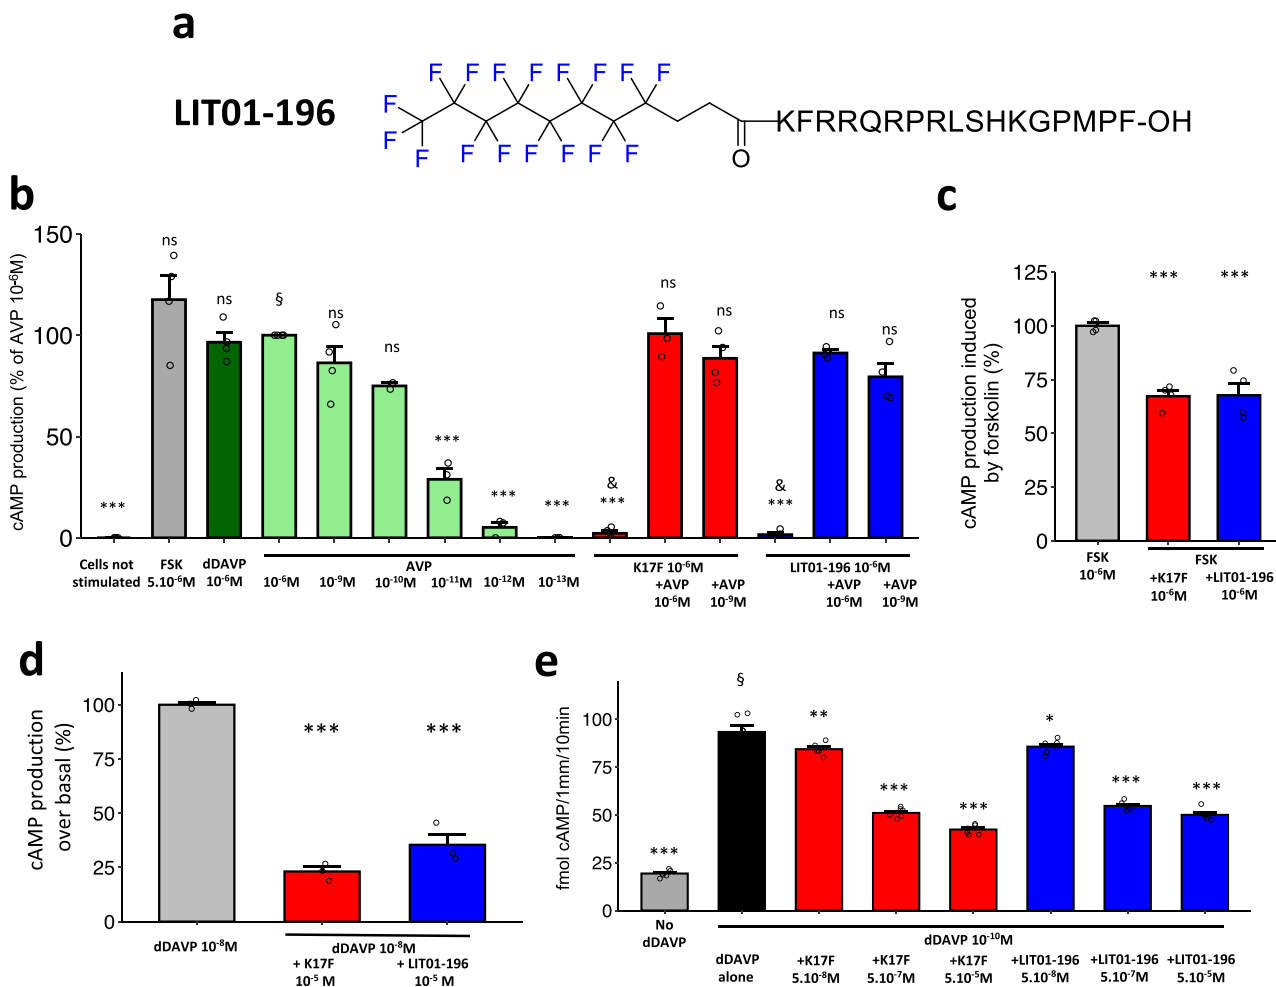 a
LIT01-196
F F F F F F F F
F F F F F F F F F
O
KFRRQRPRLSHKGPMPF-OH
b
cAMP production (% of AVP 10⁻⁶M)
150
100
50
0
***
ns
ns
§
ns
ns
***
***
***
&
***
ns
ns
&
***
ns
ns
Cells not
stimulated
FSK
5.10⁻⁶M
dDAVP
10⁻⁶M
AVP
10⁻⁶M 10⁻⁹M 10⁻¹⁰M 10⁻¹¹M 10⁻¹²M 10⁻¹³M
K17F 10⁻⁶M
+AVP
10⁻⁶M
+AVP
10⁻⁹M
LIT01-196 10⁻⁶M
+AVP
10⁻⁶M
+AVP
10⁻⁹M
c
cAMP production induced
by forskolin (%)
125
100
75
50
25
0
*** ***
FSK
10⁻⁶M
FSK
+K17F
10⁻⁶M
+LIT01-196
10⁻⁶M
d
cAMP production
over basal (%)
100
75
50
25
0
*** ***
dDAVP 10⁻⁸M
dDAVP 10⁻⁸M
+ K17F
10⁻⁵ M
+ LIT01-196
10⁻⁵ M
e
fmol cAMP/1mm/10min
100
75
50
25
0
***
§
**
***
***
*
***
***
No
dDAVP
dDAVP 10⁻¹⁰M
dDAVP
alone
+K17F
5.10⁻⁸M
+K17F
5.10⁻⁷M
+K17F
5.10⁻⁵M
+LIT01-196
5.10⁻⁸M
+LIT01-196
5.10⁻⁷M
+LIT01-196
5.10⁻⁵M